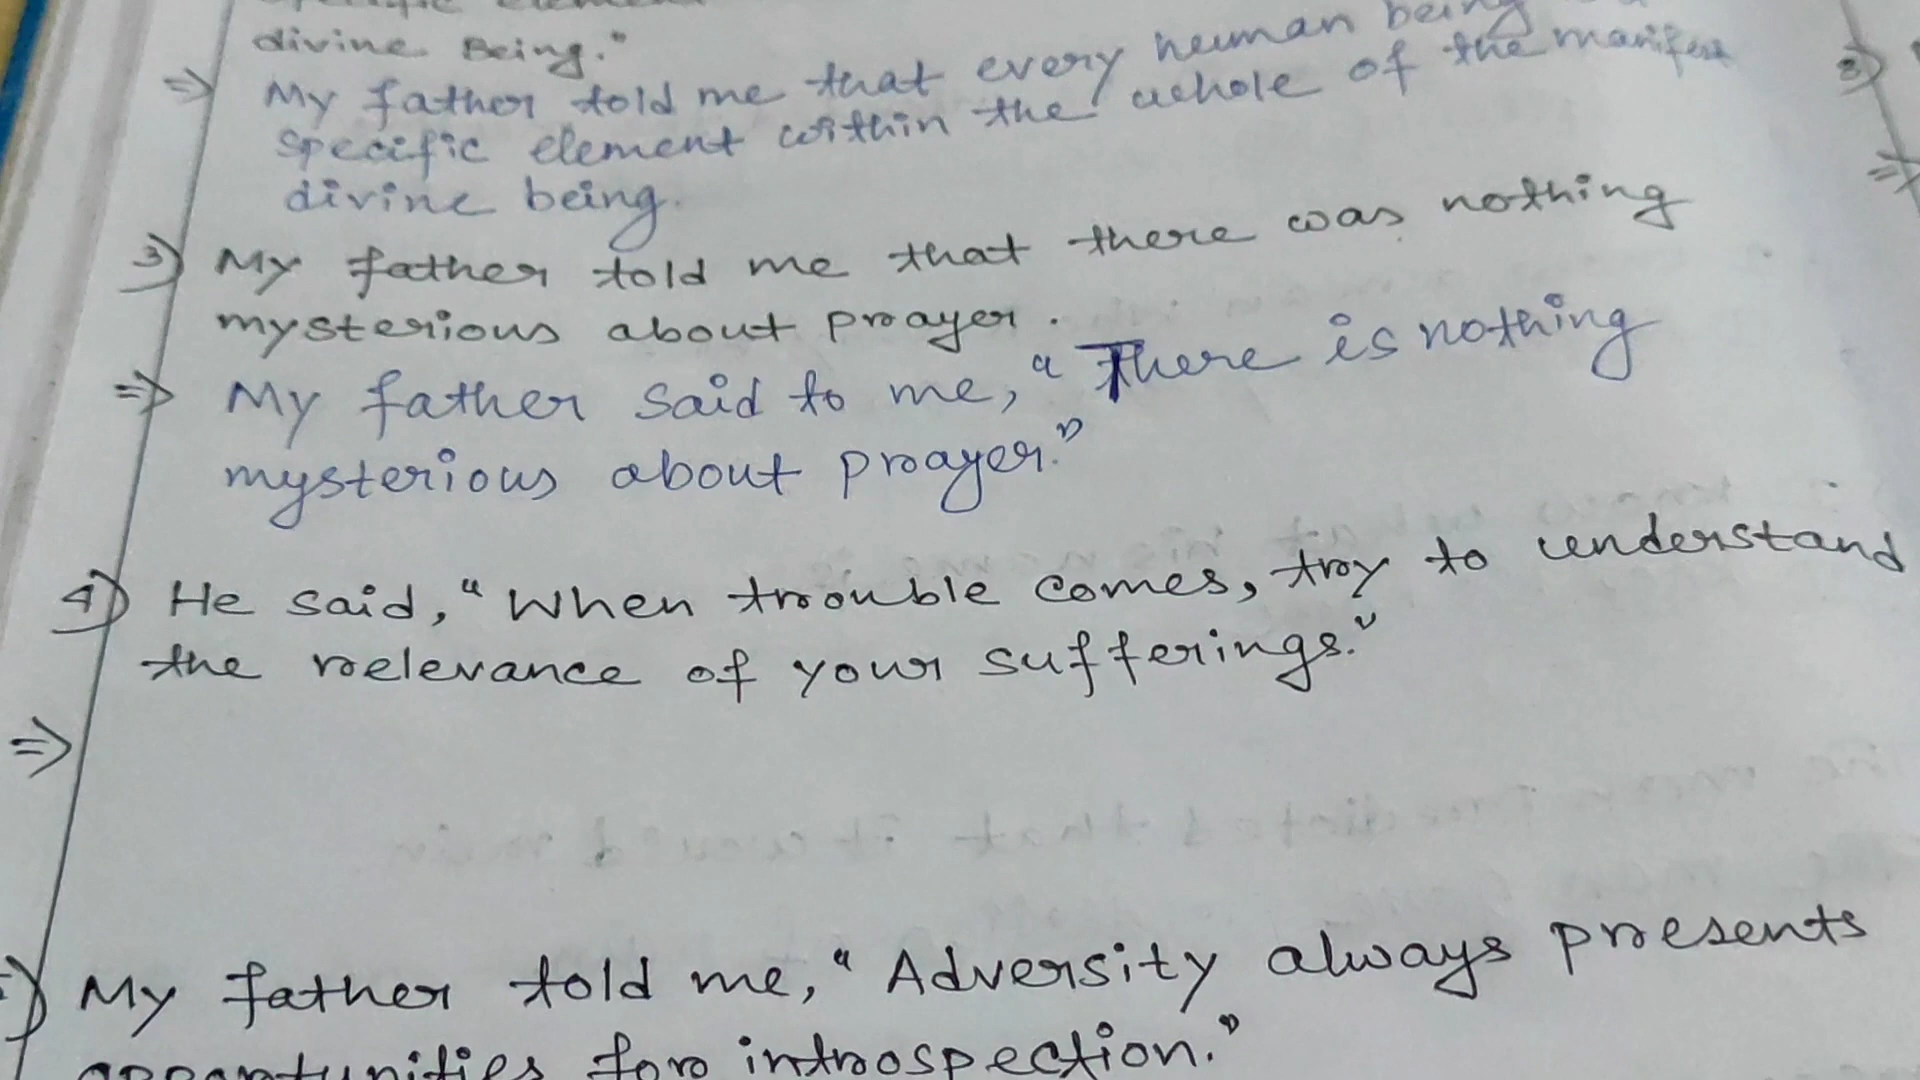 divine Being."
⇒ My father told me that every human being
specific element within the whole of the manifest
divine being.
3) My father told me that there was nothing
mysterious about prayer.
⇒ My father said to me, "There is nothing
mysterious about prayer."
4) He said, "When trouble comes, try to understand
the relevance of your sufferings."
⇒
My father told me, "Adversity always presents
opportunities for introspection."
3)
⇒